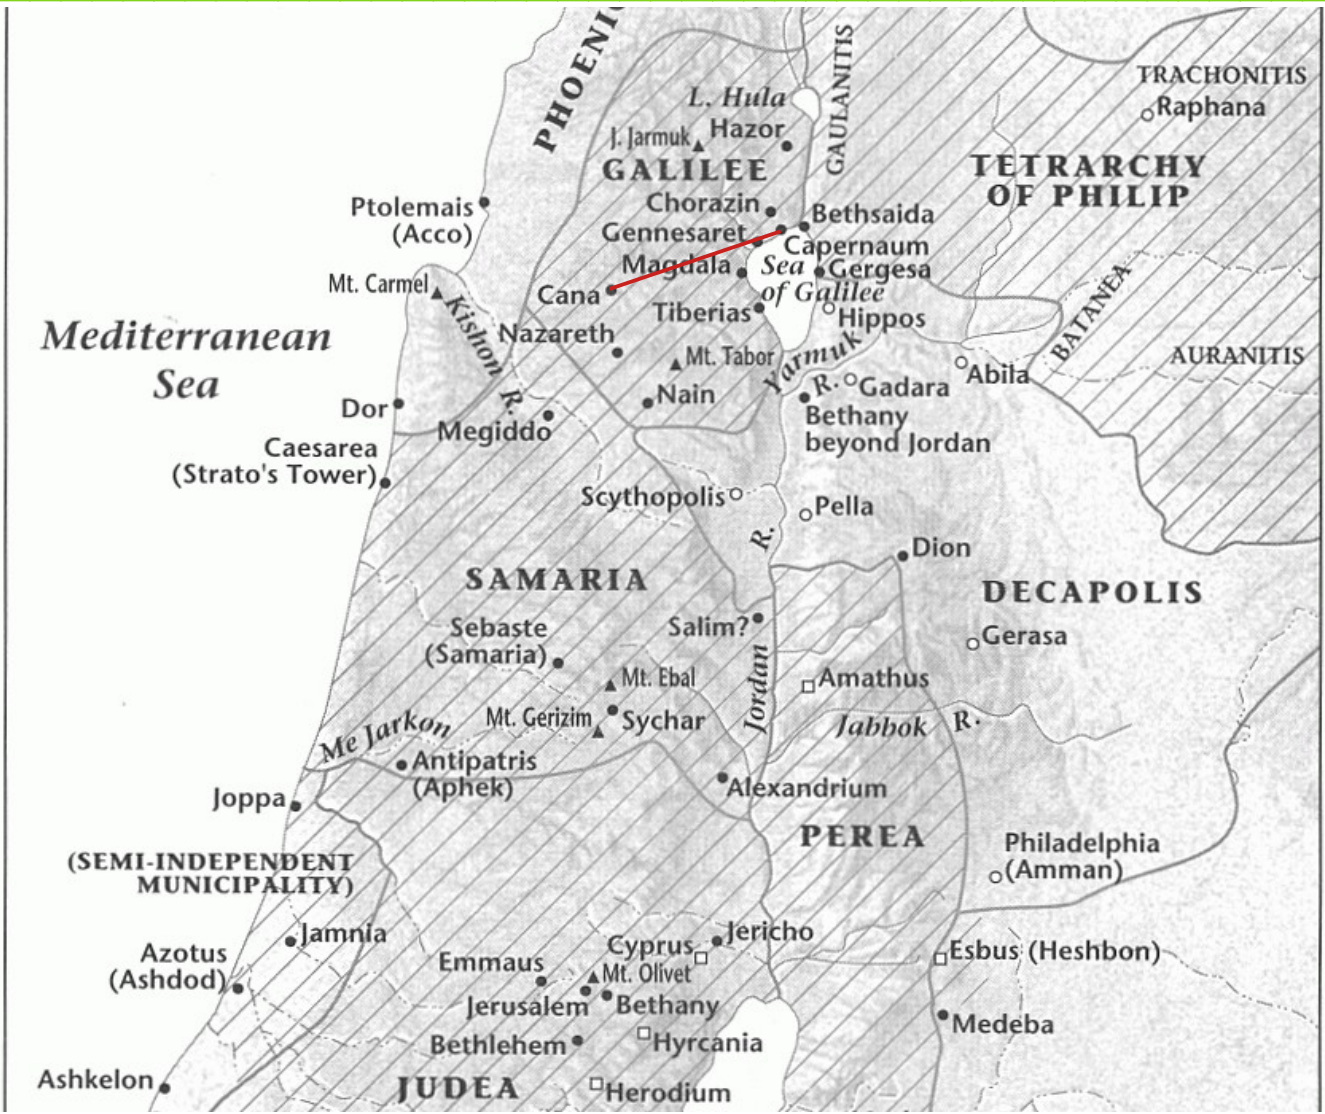 PHOENIC
GAULANITIS
TRACHONITIS
Raphana
L. Hula
J. Jarmuk
Hazor
GALILEE
TETRARCHY
OF PHILIP
Chorazin
Ptolemais
(Acco)
Bethsaida
Gennesaret
Capernaum
Magdala
Sea
of Galilee
Gergesa
Mt. Carmel
Cana
Kishon R.
Tiberias
Hippos
BATANEA
Mediterranean
Sea
Nazareth
Mt. Tabor
Yarmuk R.
AURANITIS
Abila
Gadara
Nain
Dor
Bethany
beyond Jordan
Megiddo
Caesarea
(Strato's Tower)
Scythopolis
Pella
R.
Dion
SAMARIA
DECAPOLIS
Sebaste
(Samaria)
Salim?
Gerasa
Mt. Ebal
Jordan
Amathus
Mt. Gerizim
Sychar
Jabbok R.
Me Jarkon
Antipatris
(Aphek)
Alexandrium
Joppa
PEREA
Philadelphia
(Amman)
(SEMI-INDEPENDENT
MUNICIPALITY)
Jamnia
Jericho
Cyprus
Azotus
(Ashdod)
Emmaus
Mt. Olivet
Esbus (Heshbon)
Jerusalem
Bethany
Medeba
Bethlehem
Hyrcania
Ashkelon
JUDEA
Herodium